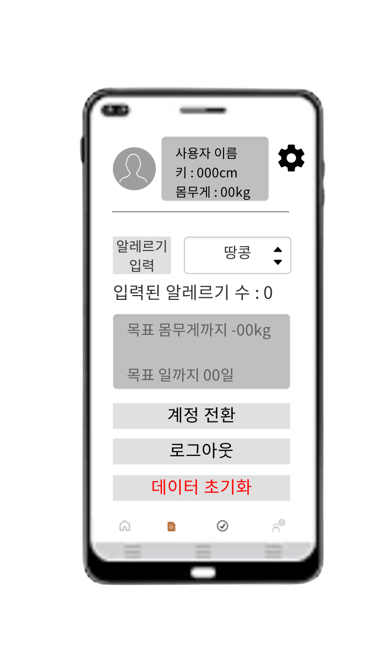 사용자 이름
키 : 000cm
몸무게 : 00kg
알레르기
입력
땅콩
입력된 알레르기 수 : 0
목표 몸무게까지 -00kg
목표 일까지 00일
계정 전환
로그아웃
데이터 초기화